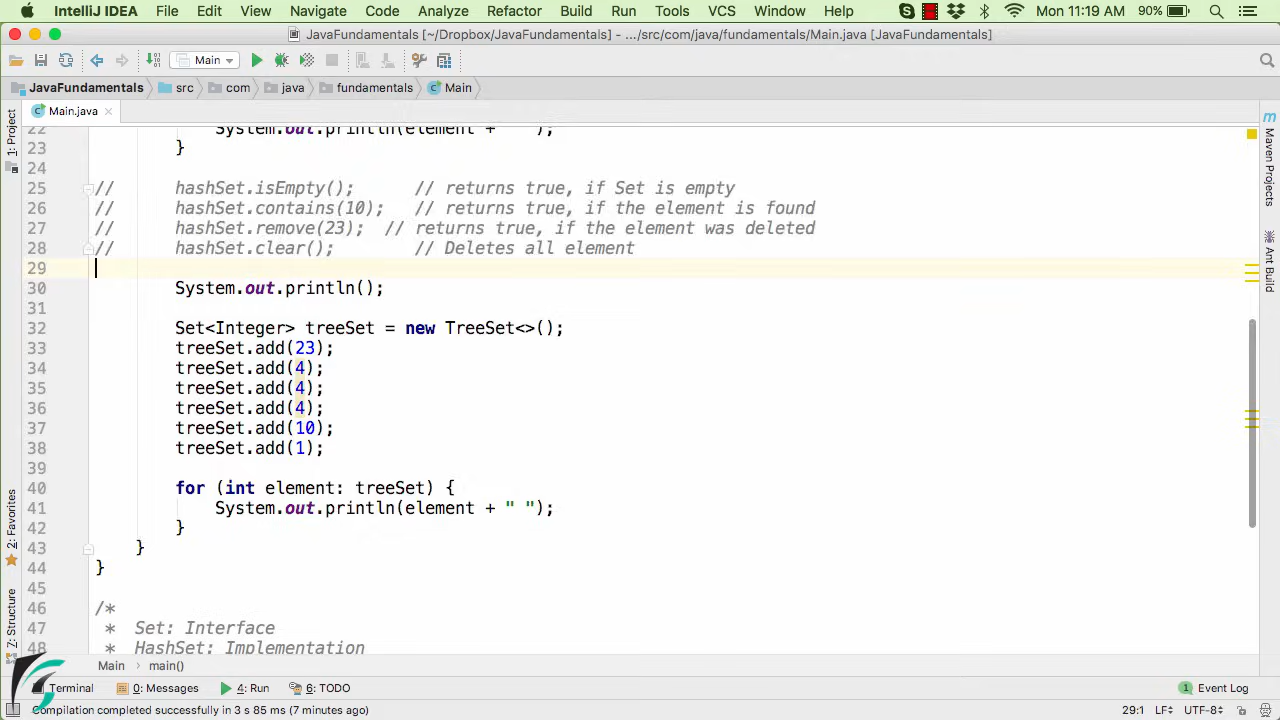 IntelliJ IDEA File Edit View Navigate Code Analyze Refactor Build Run Tools VCS Window Help Mon 11:19 AM 90%
JavaFundamentals [~/Dropbox/JavaFundamentals] - .../src/com/java/fundamentals/Main.java [JavaFundamentals]
Main
JavaFundamentals src com java fundamentals Main
Main.java
22 System.out.println(element + " ");
23 }
24
25 // hashSet.isEmpty(); // returns true, if Set is empty
26 // hashSet.contains(10); // returns true, if the element is found
27 // hashSet.remove(23); // returns true, if the element was deleted
28 // hashSet.clear(); // Deletes all element
29
30 System.out.println();
31
32 Set<Integer> treeSet = new TreeSet<>();
33 treeSet.add(23);
34 treeSet.add(4);
35 treeSet.add(4);
36 treeSet.add(4);
37 treeSet.add(10);
38 treeSet.add(1);
39
40 for (int element: treeSet) {
41 System.out.println(element + " ");
42 }
43 }
44 }
45
46 /*
47 * Set: Interface
48 * HashSet: Implementation
1: Project
2: Favorites
7: Structure
Maven Projects
Ant Build
Main main()
Terminal 0: Messages 4: Run 6: TODO 1 Event Log
Compilation completed successfully in 3 s 85 ms (7 minutes ago) 29:1 LF UTF-8